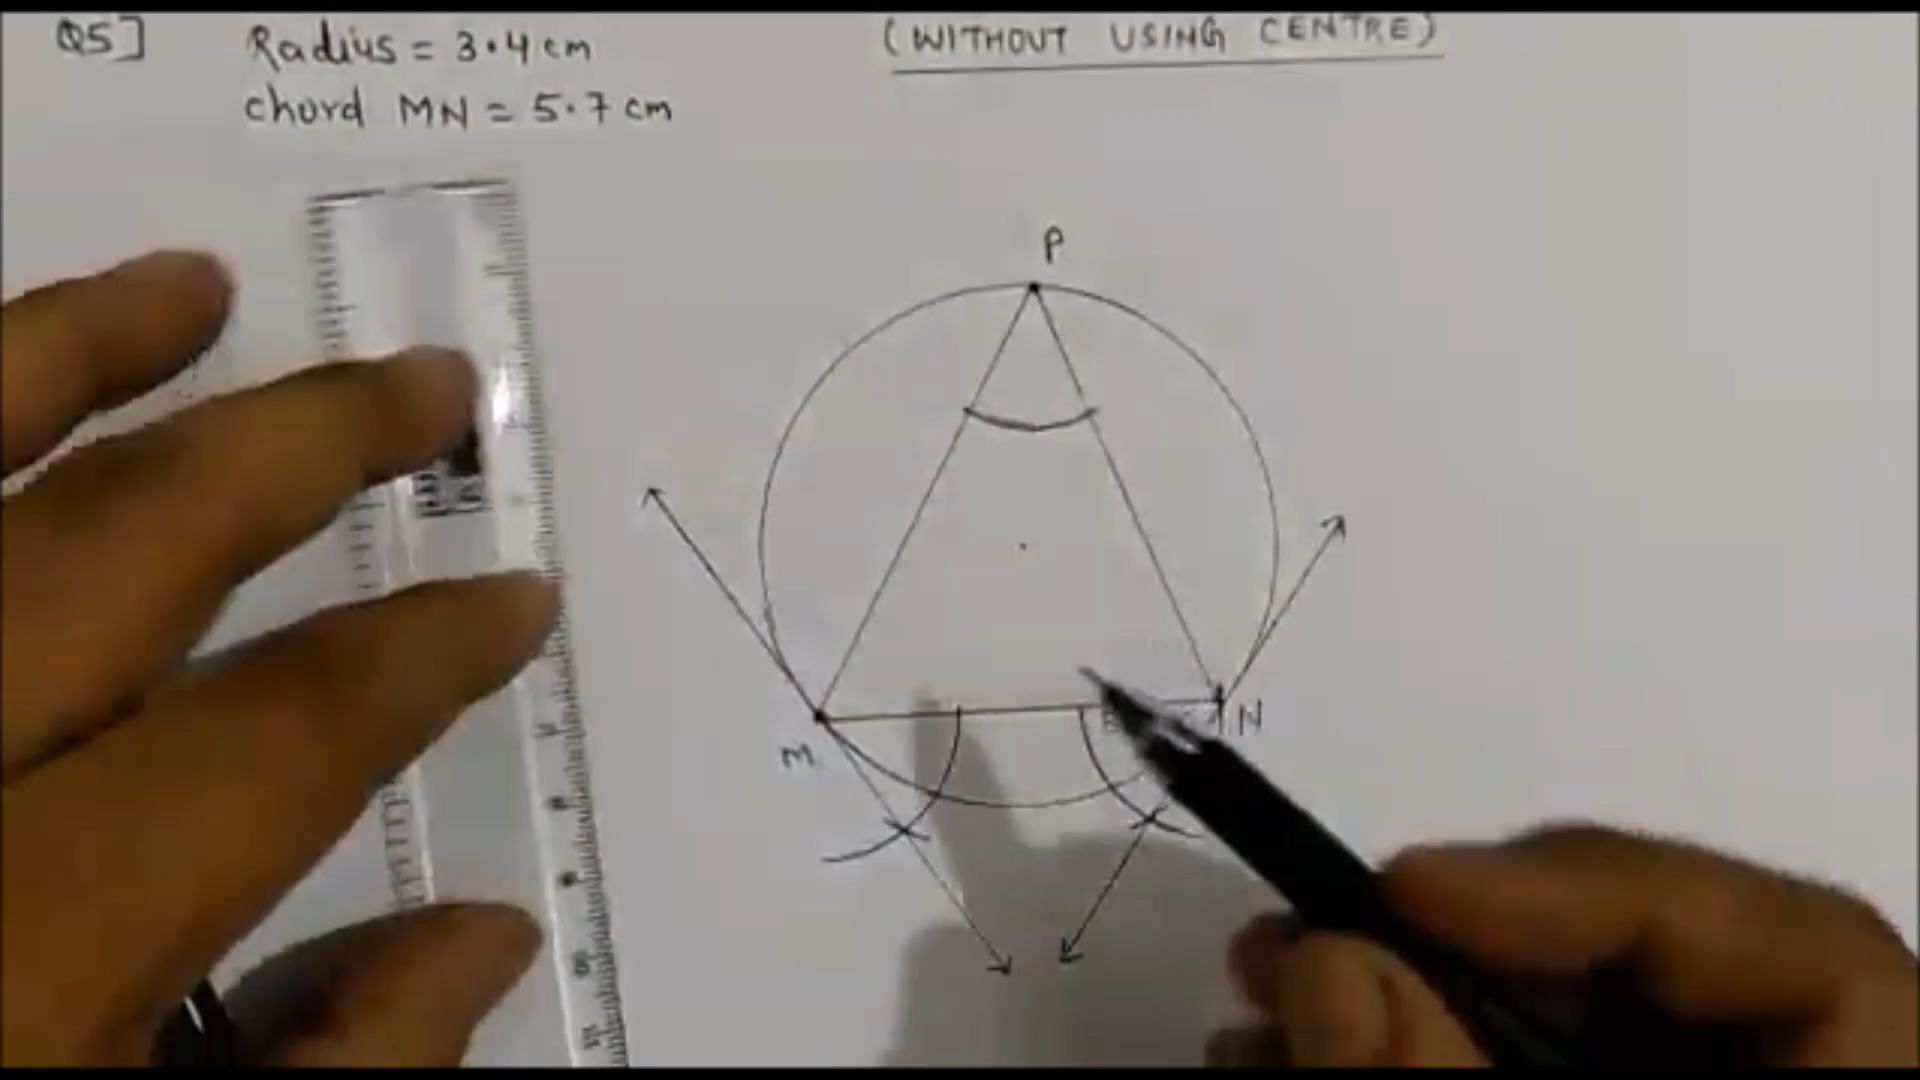 Q5]
Radius = 3.4 cm
chord MN = 5.7 cm
(WITHOUT USING CENTRE)
P
M
N